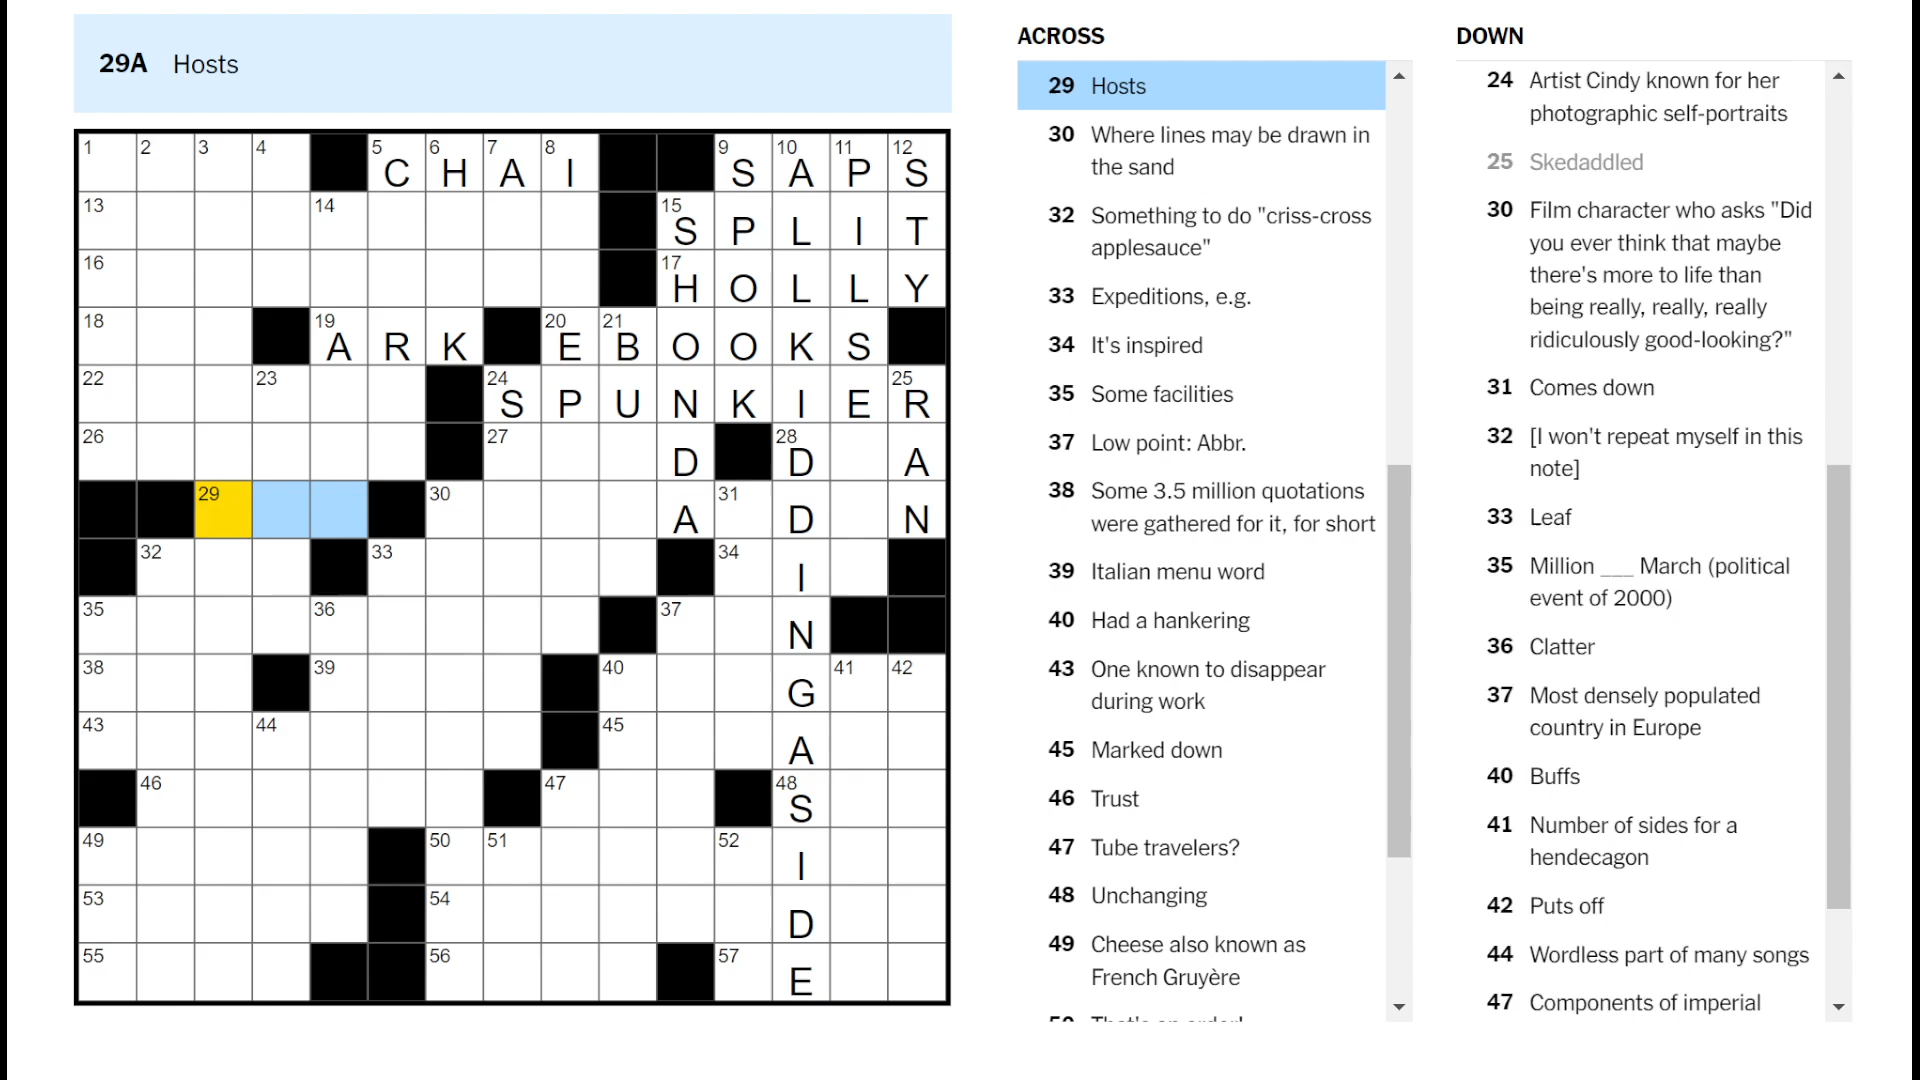 29A Hosts
1 2 3 4 5 C 6 H 7 A 8 I 9 S 10 A 11 P 12 S
13 14 15 S P L I T
16 17 H O L L Y
18 19 A R K 20 E 21 B O O K S
22 23 24 S P U N K I E 25 R
26 27 D 28 D A
29 30 A 31 D N
32 33 34 I
35 36 37 N
38 39 40 G 41 42
43 44 45 A
46 47 48 S
49 50 51 52 I
53 54 D
55 56 57 E
ACROSS
29 Hosts
30 Where lines may be drawn in
the sand
32 Something to do "criss-cross
applesauce"
33 Expeditions, e.g.
34 It's inspired
35 Some facilities
37 Low point: Abbr.
38 Some 3.5 million quotations
were gathered for it, for short
39 Italian menu word
40 Had a hankering
43 One known to disappear
during work
45 Marked down
46 Trust
47 Tube travelers?
48 Unchanging
49 Cheese also known as
French Gruyère
DOWN
24 Artist Cindy known for her
photographic self-portraits
25 Skedaddled
30 Film character who asks "Did
you ever think that maybe
there's more to life than
being really, really, really
ridiculously good-looking?"
31 Comes down
32 [I won't repeat myself in this
note]
33 Leaf
35 Million ___ March (political
event of 2000)
36 Clatter
37 Most densely populated
country in Europe
40 Buffs
41 Number of sides for a
hendecagon
42 Puts off
44 Wordless part of many songs
47 Components of imperial